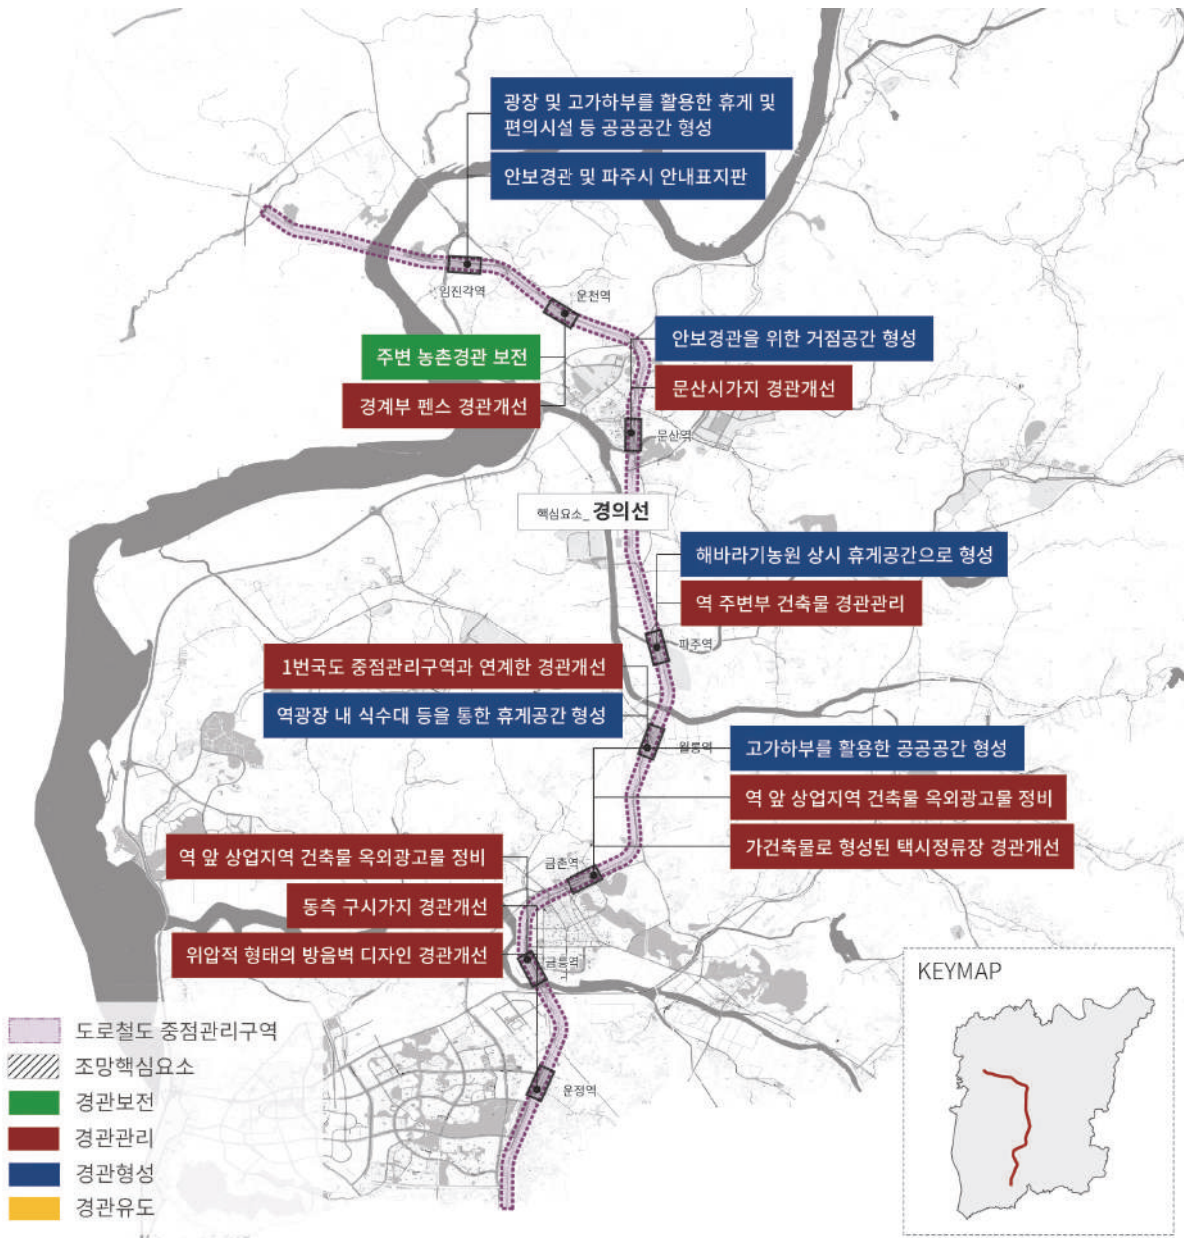 광장 및 고가하부를 활용한 휴게 및
편의시설 등 공공공간 형성
안보경관 및 파주시 안내표지판
임진각역
운천역
주변 농촌경관 보전
경계부 펜스 경관개선
안보경관을 위한 거점공간 형성
문산시가지 경관개선
문산역
핵심요소_경의선
해바라기농원 상시 휴게공간으로 형성
역 주변부 건축물 경관관리
파주역
1번국도 중점관리구역과 연계한 경관개선
역광장 내 식수대 등을 통한 휴게공간 형성
월롱역
고가하부를 활용한 공공공간 형성
역 앞 상업지역 건축물 옥외광고물 정비
가건축물로 형성된 택시정류장 경관개선
금촌역
역 앞 상업지역 건축물 옥외광고물 정비
동측 구시가지 경관개선
위압적 형태의 방음벽 디자인 경관개선
금릉역
운정역
도로철도 중점관리구역
조망핵심요소
경관보전
경관관리
경관형성
경관유도
KEYMAP